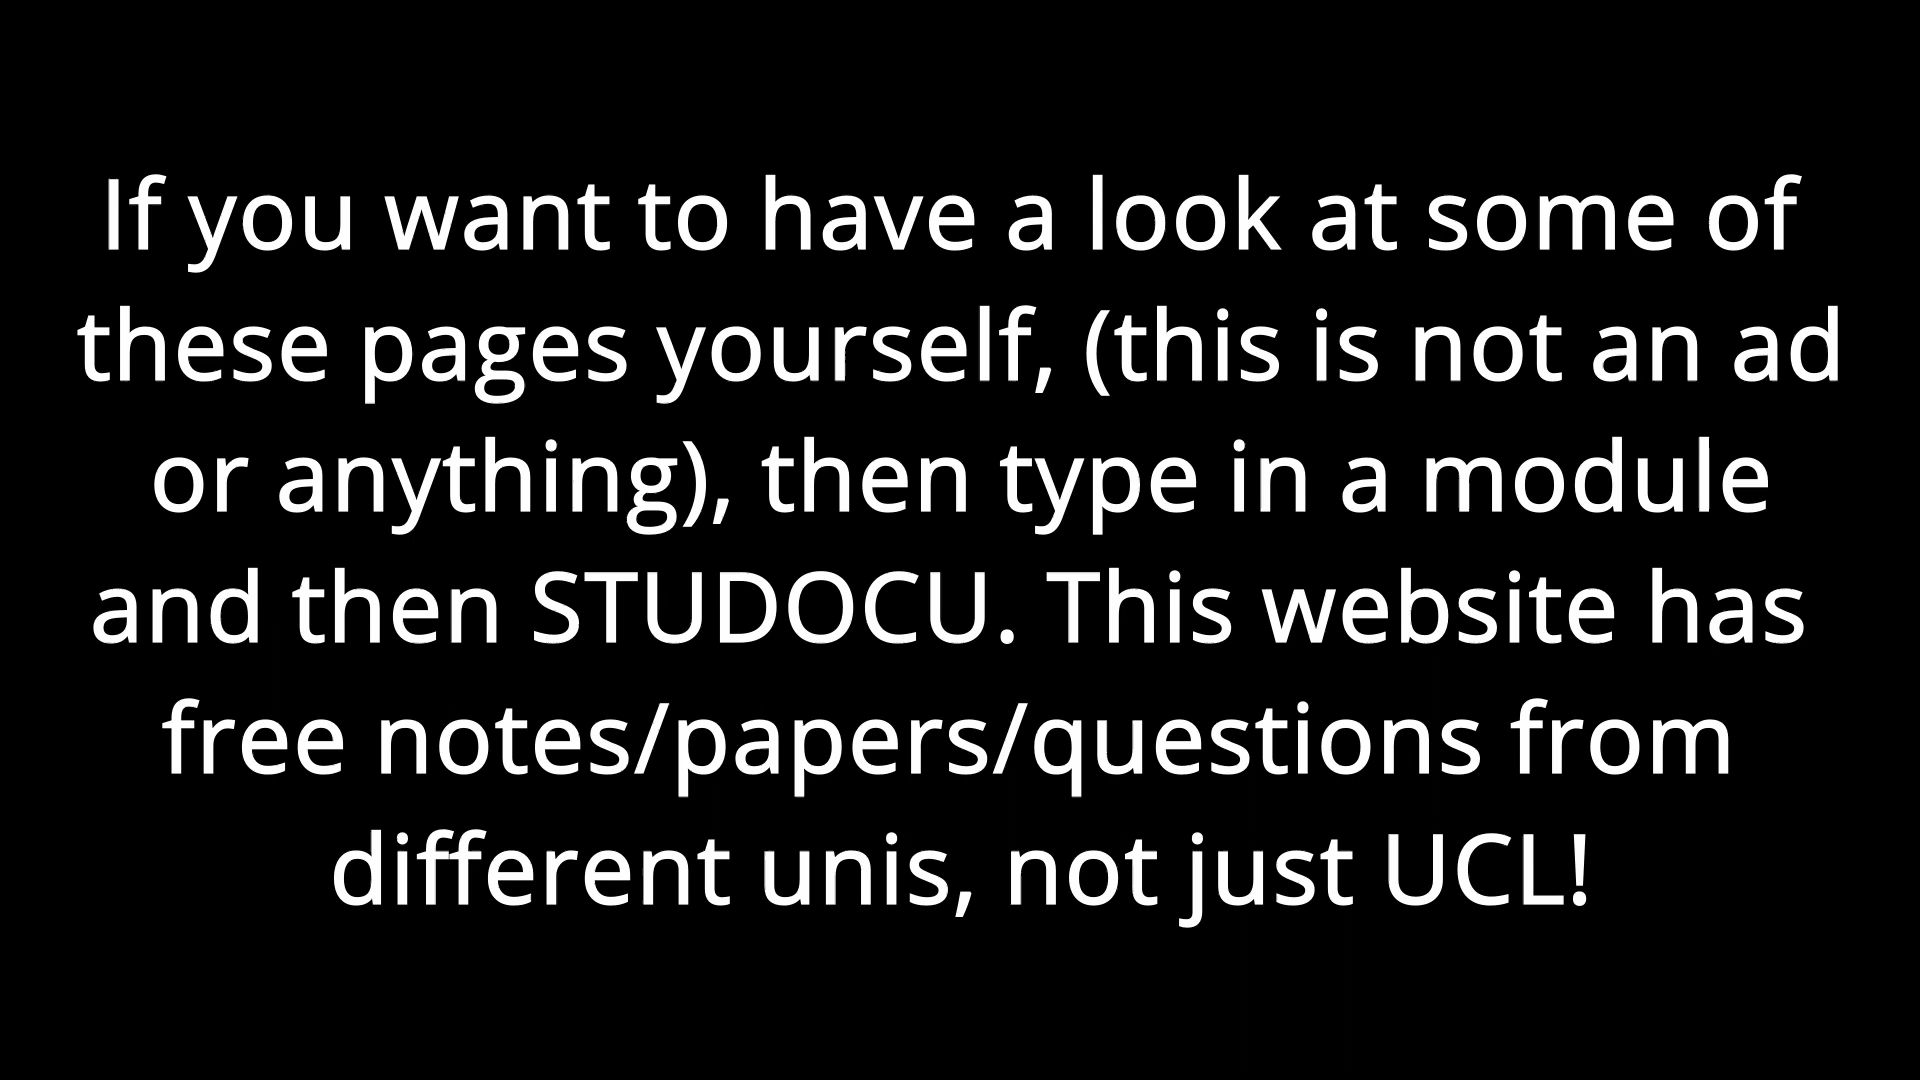 If you want to have a look at some of
these pages yourself, (this is not an ad
or anything), then type in a module
and then STUDOCU. This website has
free notes/papers/questions from
different unis, not just UCL!